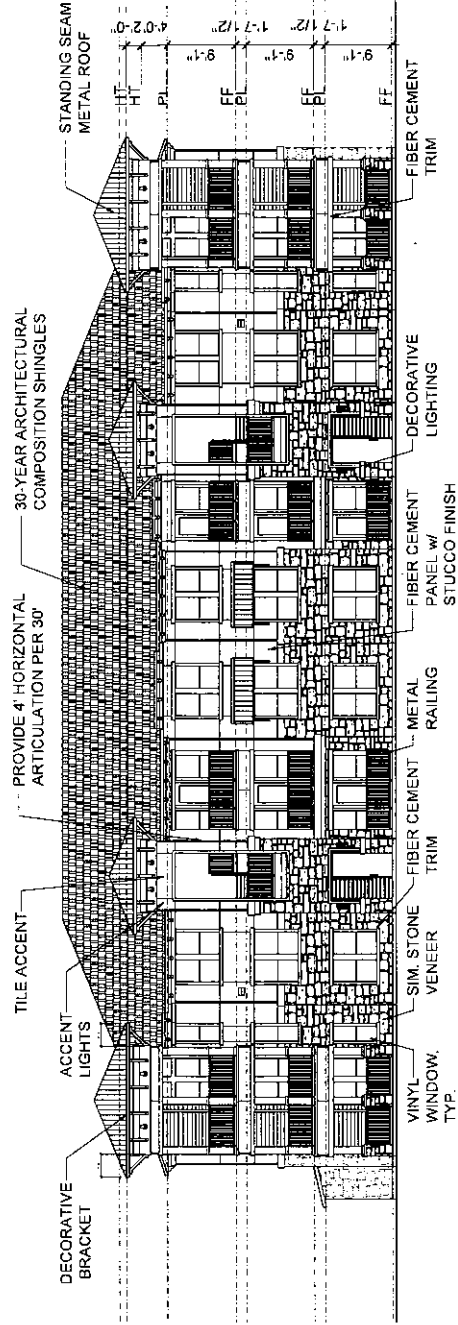 DECORATIVE
BRACKET
ACCENT
LIGHTS
TILE ACCENT
PROVIDE 4' HORIZONTAL
ARTICULATION PER 30'
30-YEAR ARCHITECTURAL
COMPOSITION SHINGLES
STANDING SEAM
METAL ROOF
HT
HT
PL
FF
PL
FF
PL
FF
4'-0"
2'-0"
9'-1"
1'-7 1/2"
9'-1"
1'-7 1/2"
9'-1"
VINYL
WINDOW,
TYP.
SIM. STONE
VENEER
FIBER CEMENT
TRIM
METAL
RAILING
FIBER CEMENT
PANEL w/
STUCCO FINISH
DECORATIVE
LIGHTING
FIBER CEMENT
TRIM